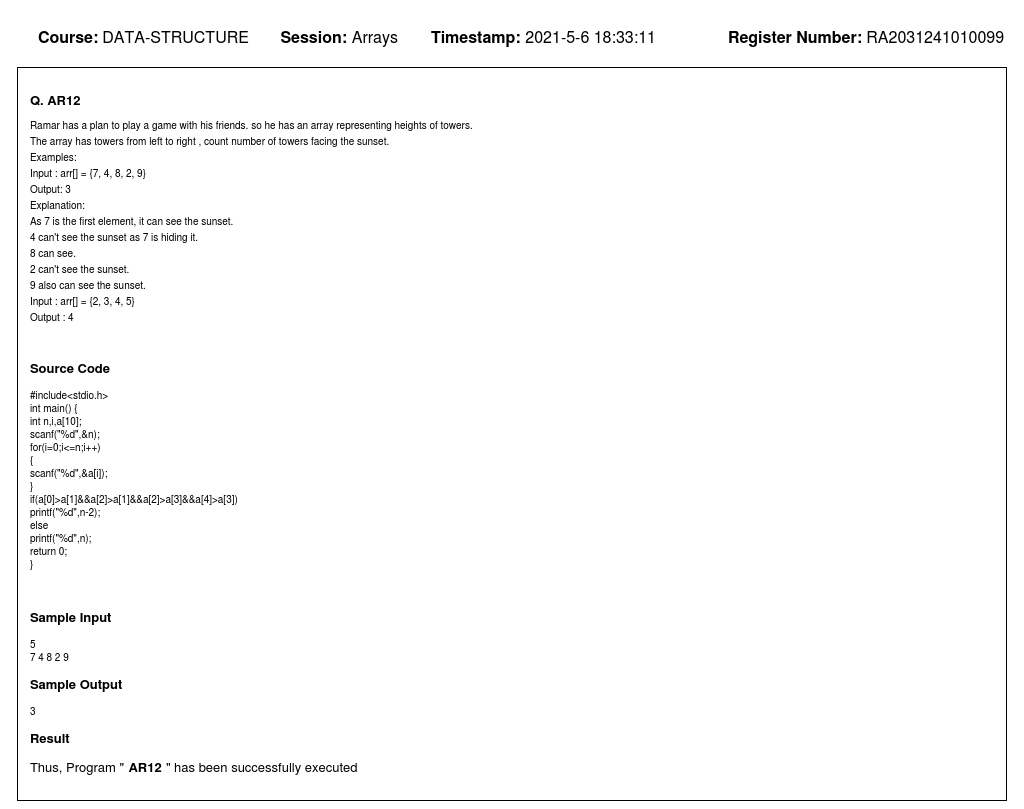 Course: DATA-STRUCTURE Session: Arrays Timestamp: 2021-5-6 18:33:11 Register Number: RA2031241010099
Q. AR12
Ramar has a plan to play a game with his friends. so he has an array representing heights of towers.
The array has towers from left to right , count number of towers facing the sunset.
Examples:
Input : arr[] = {7, 4, 8, 2, 9}
Output: 3
Explanation:
As 7 is the first element, it can see the sunset.
4 can't see the sunset as 7 is hiding it.
8 can see.
2 can't see the sunset.
9 also can see the sunset.
Input : arr[] = {2, 3, 4, 5}
Output : 4
Source Code
#include<stdio.h>
int main() {
int n,i,a[10];
scanf("%d",&n);
for(i=0;i<=n;i++)
{
scanf("%d",&a[i]);
}
if(a[0]>a[1]&&a[2]>a[1]&&a[2]>a[3]&&a[4]>a[3])
printf("%d",n-2);
else
printf("%d",n);
return 0;
}
Sample Input
5
7 4 8 2 9
Sample Output
3
Result
Thus, Program " AR12 " has been successfully executed